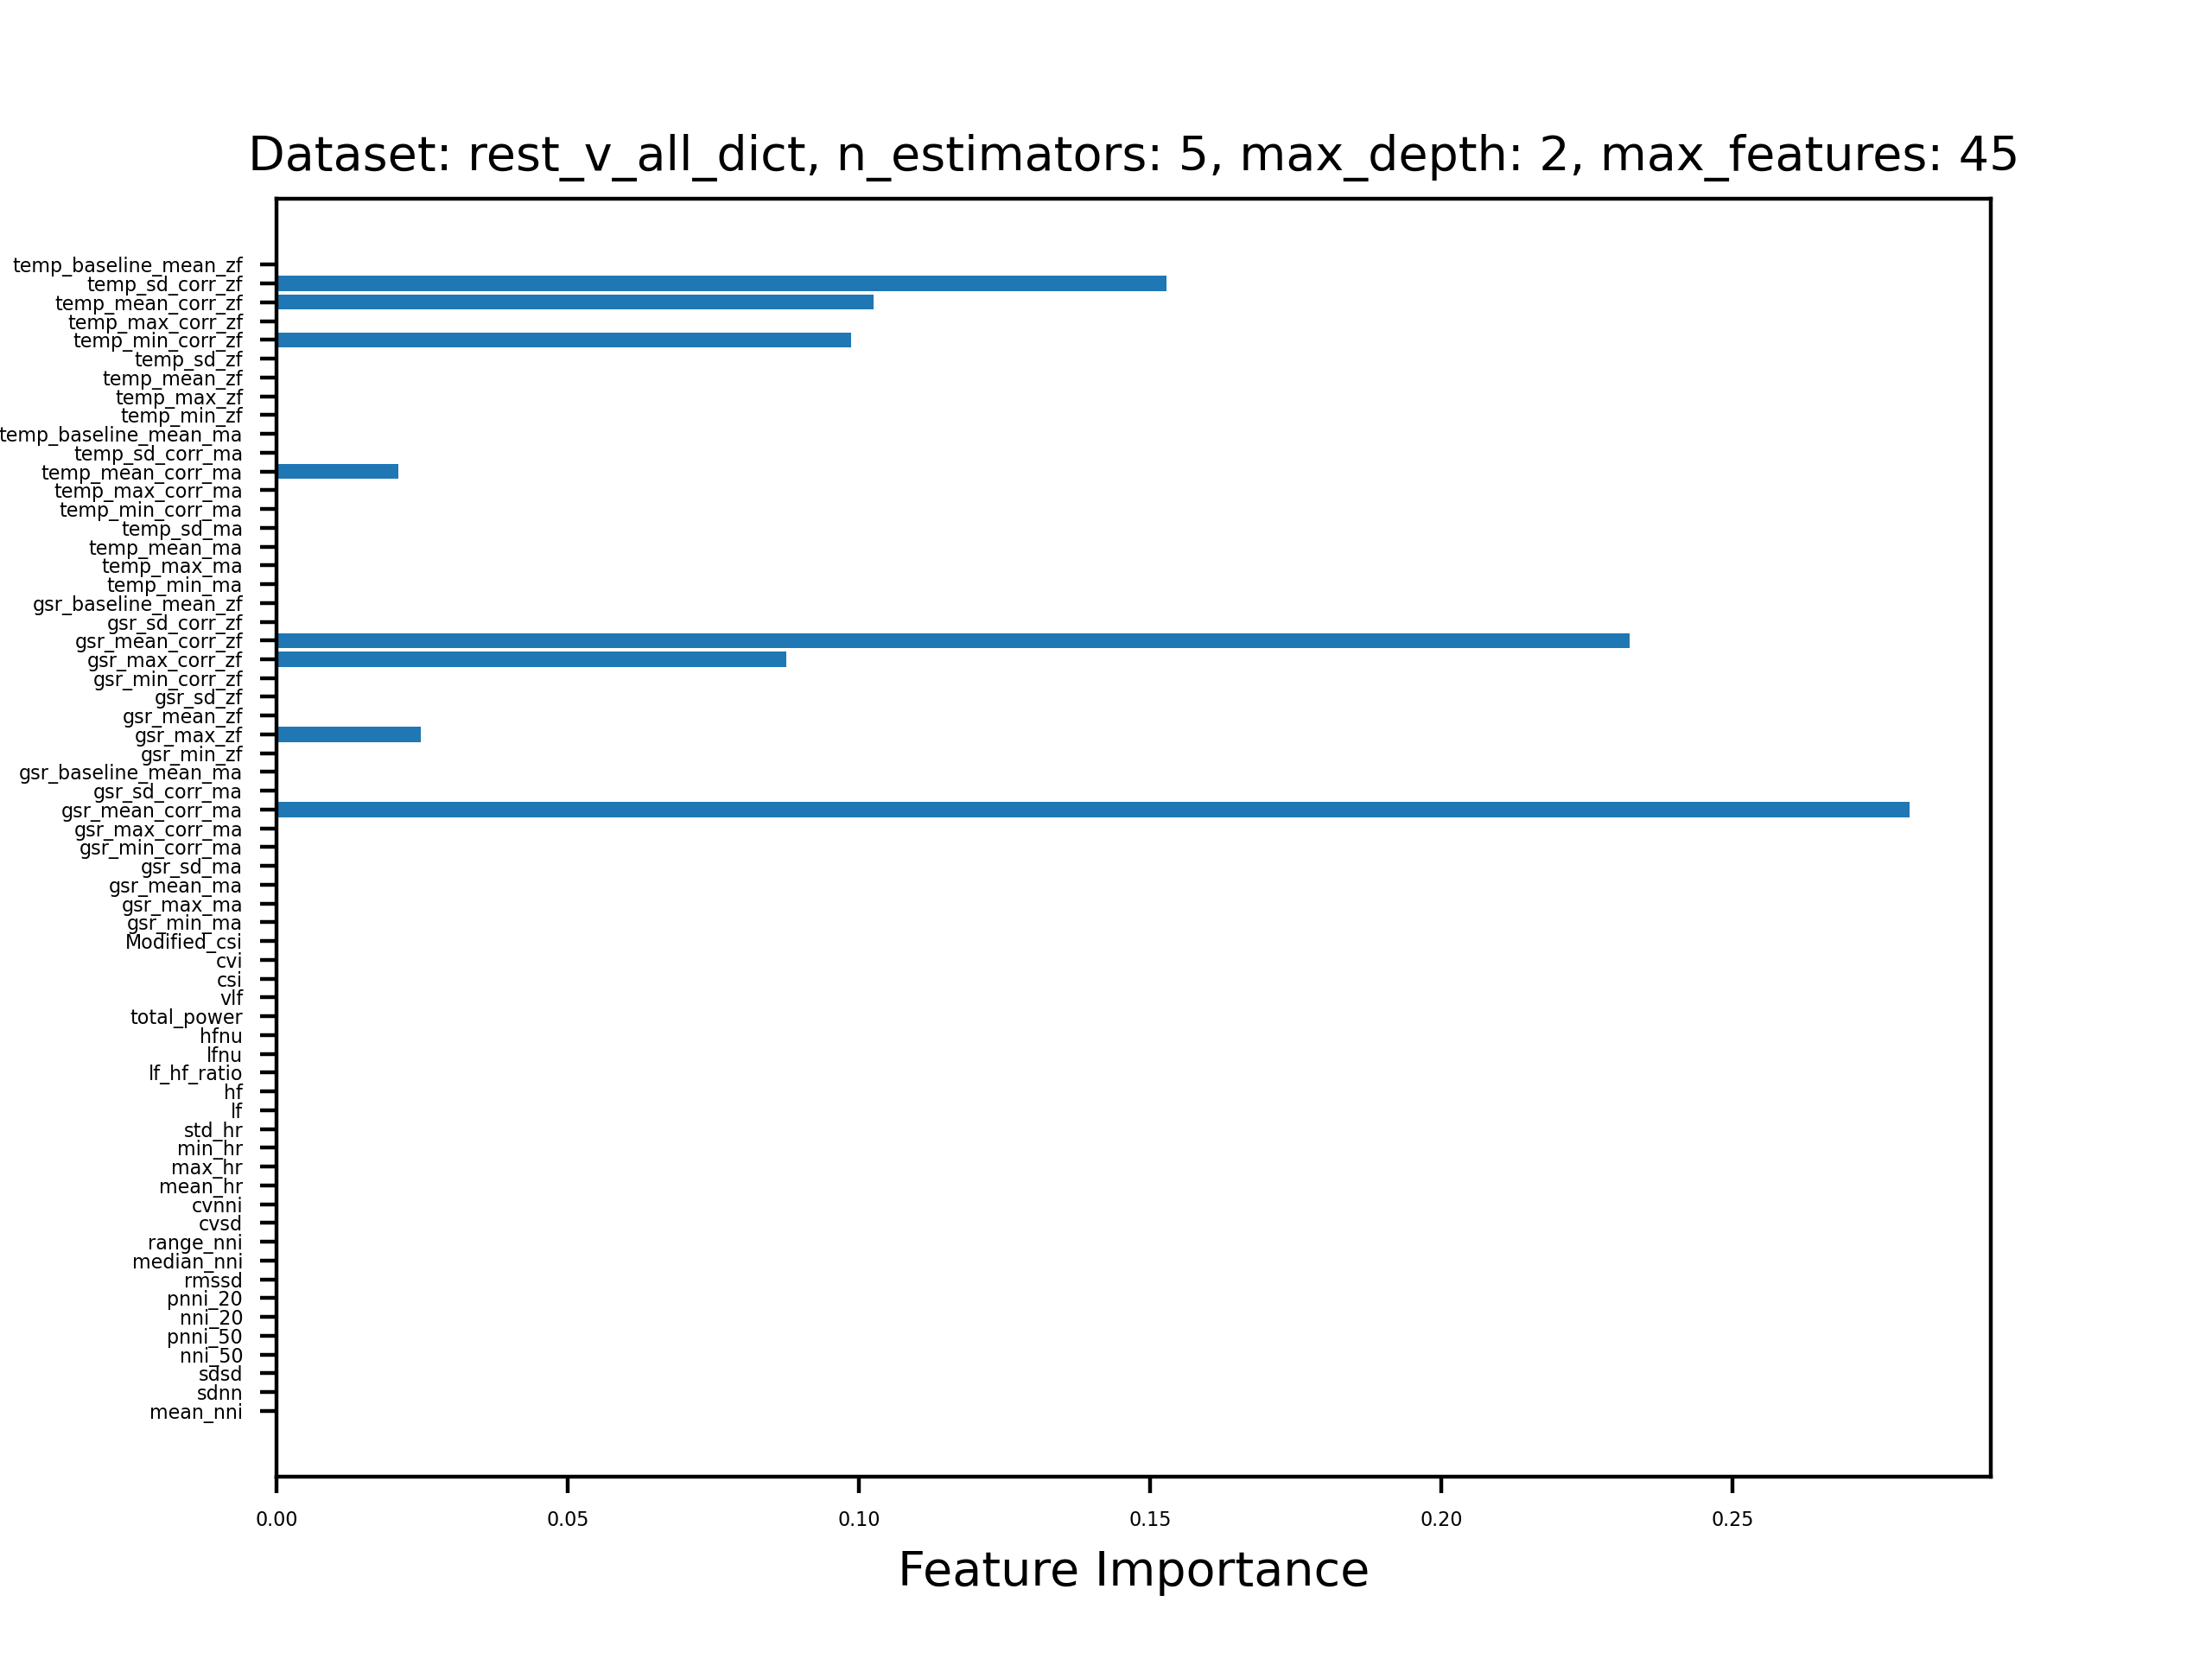 Dataset: rest_v_all_dict, n_estimators: 5, max_depth: 2, max_features: 45
temp_baseline_mean_zf
temp_sd_corr_zf
temp_mean_corr_zf
temp_max_corr_zf
temp_min_corr_zf
temp_sd_zf
temp_mean_zf
temp_max_zf
temp_min_zf
temp_baseline_mean_ma
temp_sd_corr_ma
temp_mean_corr_ma
temp_max_corr_ma
temp_min_corr_ma
temp_sd_ma
temp_mean_ma
temp_max_ma
temp_min_ma
gsr_baseline_mean_zf
gsr_sd_corr_zf
gsr_mean_corr_zf
gsr_max_corr_zf
gsr_min_corr_zf
gsr_sd_zf
gsr_mean_zf
gsr_max_zf
gsr_min_zf
gsr_baseline_mean_ma
gsr_sd_corr_ma
gsr_mean_corr_ma
gsr_max_corr_ma
gsr_min_corr_ma
gsr_sd_ma
gsr_mean_ma
gsr_max_ma
gsr_min_ma
Modified_csi
cvi
csi
vlf
total_power
hfnu
lfnu
lf_hf_ratio
hf
lf
std_hr
min_hr
max_hr
mean_hr
cvnni
cvsd
range_nni
median_nni
rmssd
pnni_20
nni_20
pnni_50
nni_50
sdsd
sdnn
mean_nni
0.00 0.05 0.10 0.15 0.20 0.25
Feature Importance